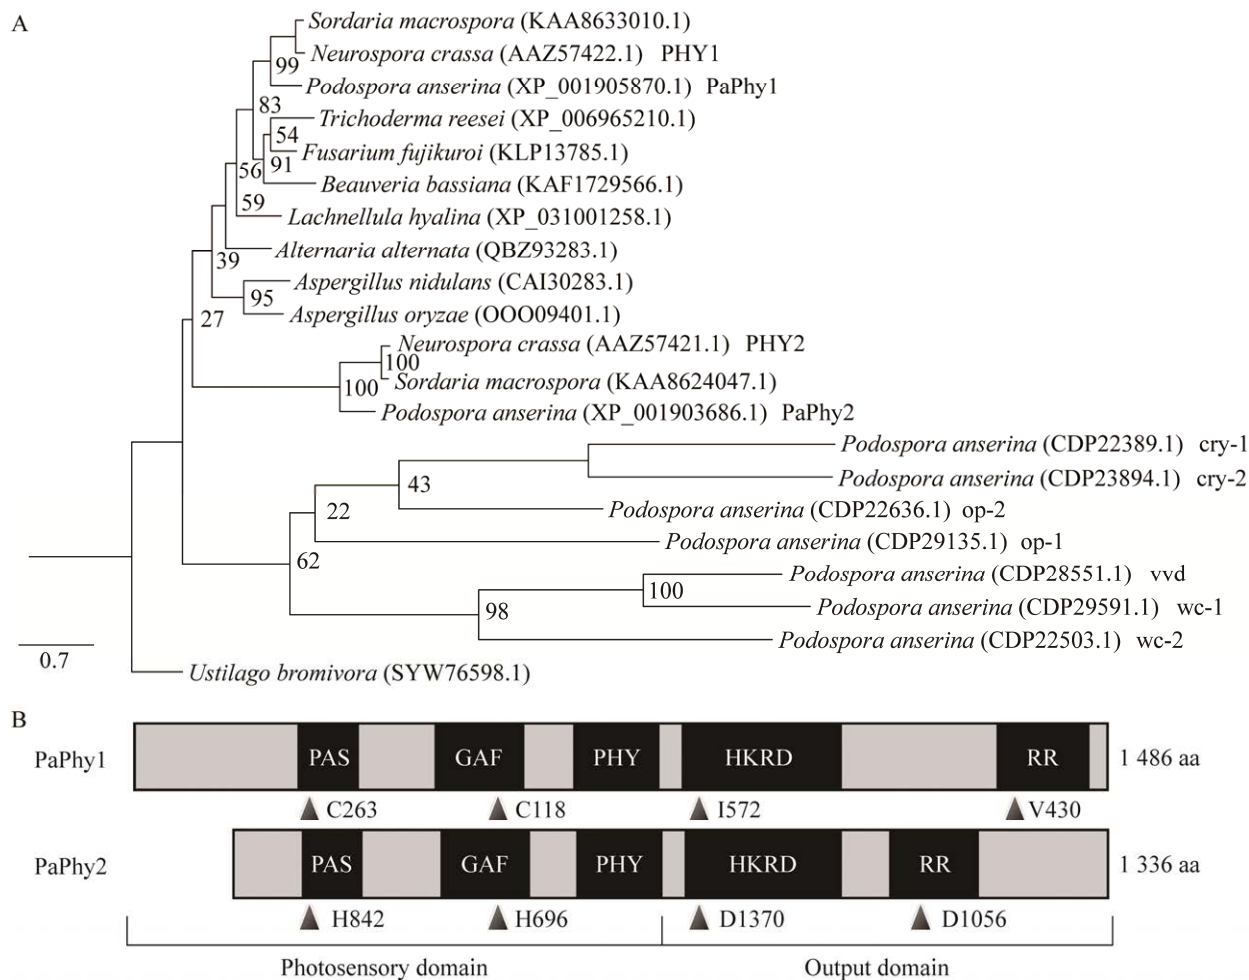 A
Sordaria macrospora (KAA8633010.1)
Neurospora crassa (AAZ57422.1) PHY1
99
Podospora anserina (XP_001905870.1) PaPhy1
83
Trichoderma reesei (XP_006965210.1)
54
Fusarium fujikuroi (KLP13785.1)
91
56
Beauveria bassiana (KAF1729566.1)
59
Lachnellula hyalina (XP_031001258.1)
Alternaria alternata (QBZ93283.1)
39
Aspergillus nidulans (CAI30283.1)
95
Aspergillus oryzae (OOO09401.1)
27
Neurospora crassa (AAZ57421.1) PHY2
100
Sordaria macrospora (KAA8624047.1)
100
Podospora anserina (XP_001903686.1) PaPhy2
Podospora anserina (CDP22389.1) cry-1
Podospora anserina (CDP23894.1) cry-2
43
Podospora anserina (CDP22636.1) op-2
22
Podospora anserina (CDP29135.1) op-1
62
Podospora anserina (CDP28551.1) vvd
100
Podospora anserina (CDP29591.1) wc-1
98
Podospora anserina (CDP22503.1) wc-2
0.7
Ustilago bromivora (SYW76598.1)
B
PaPhy1 PAS GAF PHY HKRD RR 1 486 aa
C263 C118 I572 V430
PaPhy2 PAS GAF PHY HKRD RR 1 336 aa
H842 H696 D1370 D1056
Photosensory domain Output domain